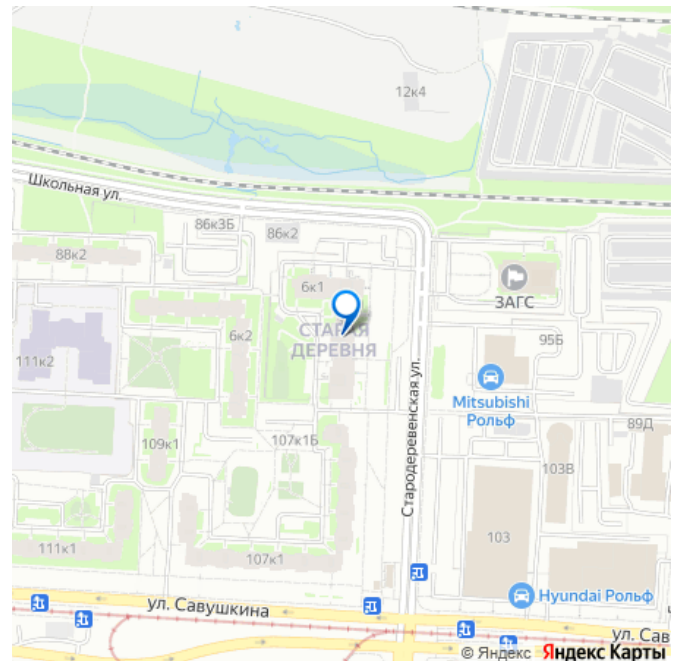 12к4
Школьная ул.
86к3Б
86к2
88к2
6к1
ЗАГС
СТАРАЯ
ДЕРЕВНЯ
6к2
95Б
111к2
Mitsubishi
Рольф
Стародеревенская ул.
89Д
109к1
107к1Б
103В
103
111к1
107к1
Hyundai Рольф
ул. Савушкина
ул. Сав
© Яндекс Яндекс Карты